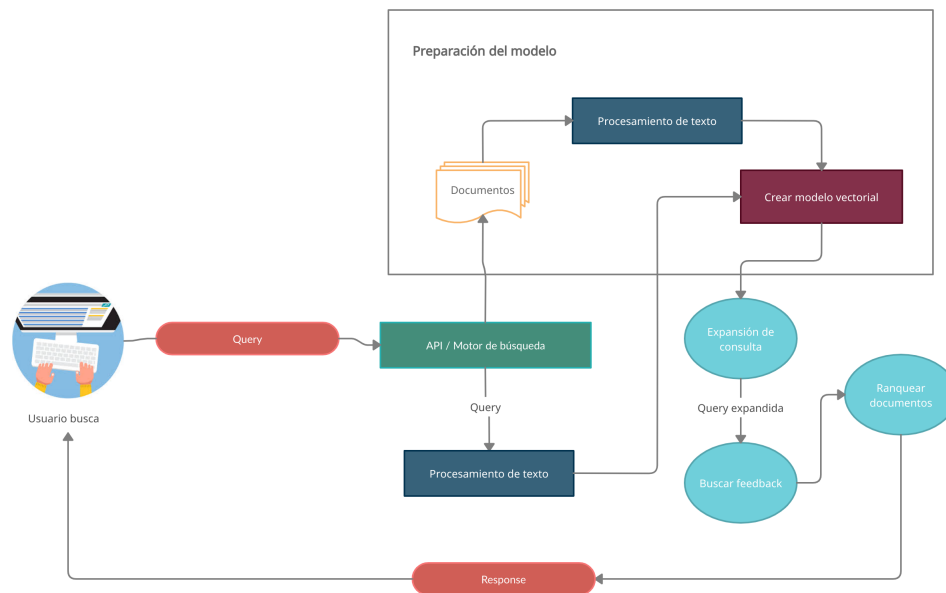 Preparación del modelo
Procesamiento de texto
Documentos
Crear modelo vectorial
Query
API / Motor de búsqueda
Expansión de
consulta
Usuario busca
Query
Query expandida
Ranquear
documentos
Procesamiento de texto
Buscar feedback
Response